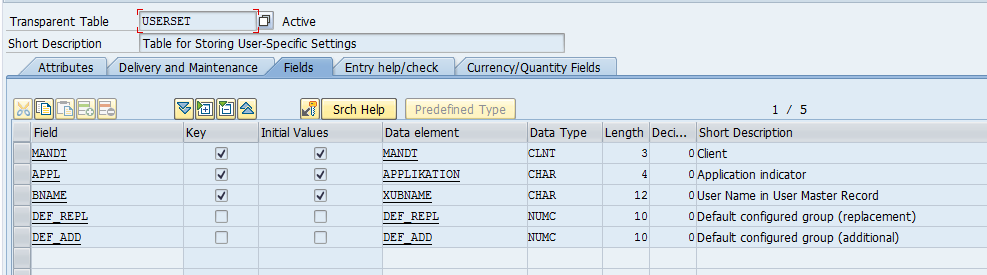 Transparent Table USERSET Active
Short Description Table for Storing User-Specific Settings
Attributes Delivery and Maintenance Fields Entry help/check Currency/Quantity Fields
Srch Help Predefined Type 1 / 5
Field Key Initial Values Data element Data Type Length Deci... Short Description
MANDT MANDT CLNT 3 0 Client
APPL APPLIKATION CHAR 4 0 Application indicator
BNAME XUBNAME CHAR 12 0 User Name in User Master Record
DEF_REPL DEF_REPL NUMC 10 0 Default configured group (replacement)
DEF_ADD DEF_ADD NUMC 10 0 Default configured group (additional)